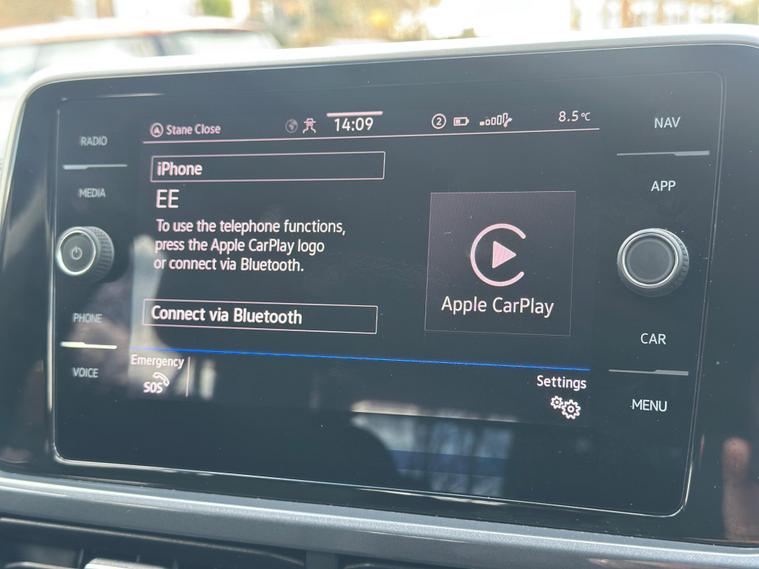 Stane Close
14:09
2
8.5°C
RADIO
MEDIA
PHONE
VOICE
iPhone
EE
To use the telephone functions,
press the Apple CarPlay logo
or connect via Bluetooth.
Connect via Bluetooth
Apple CarPlay
Emergency
SOS
Settings
NAV
APP
CAR
MENU